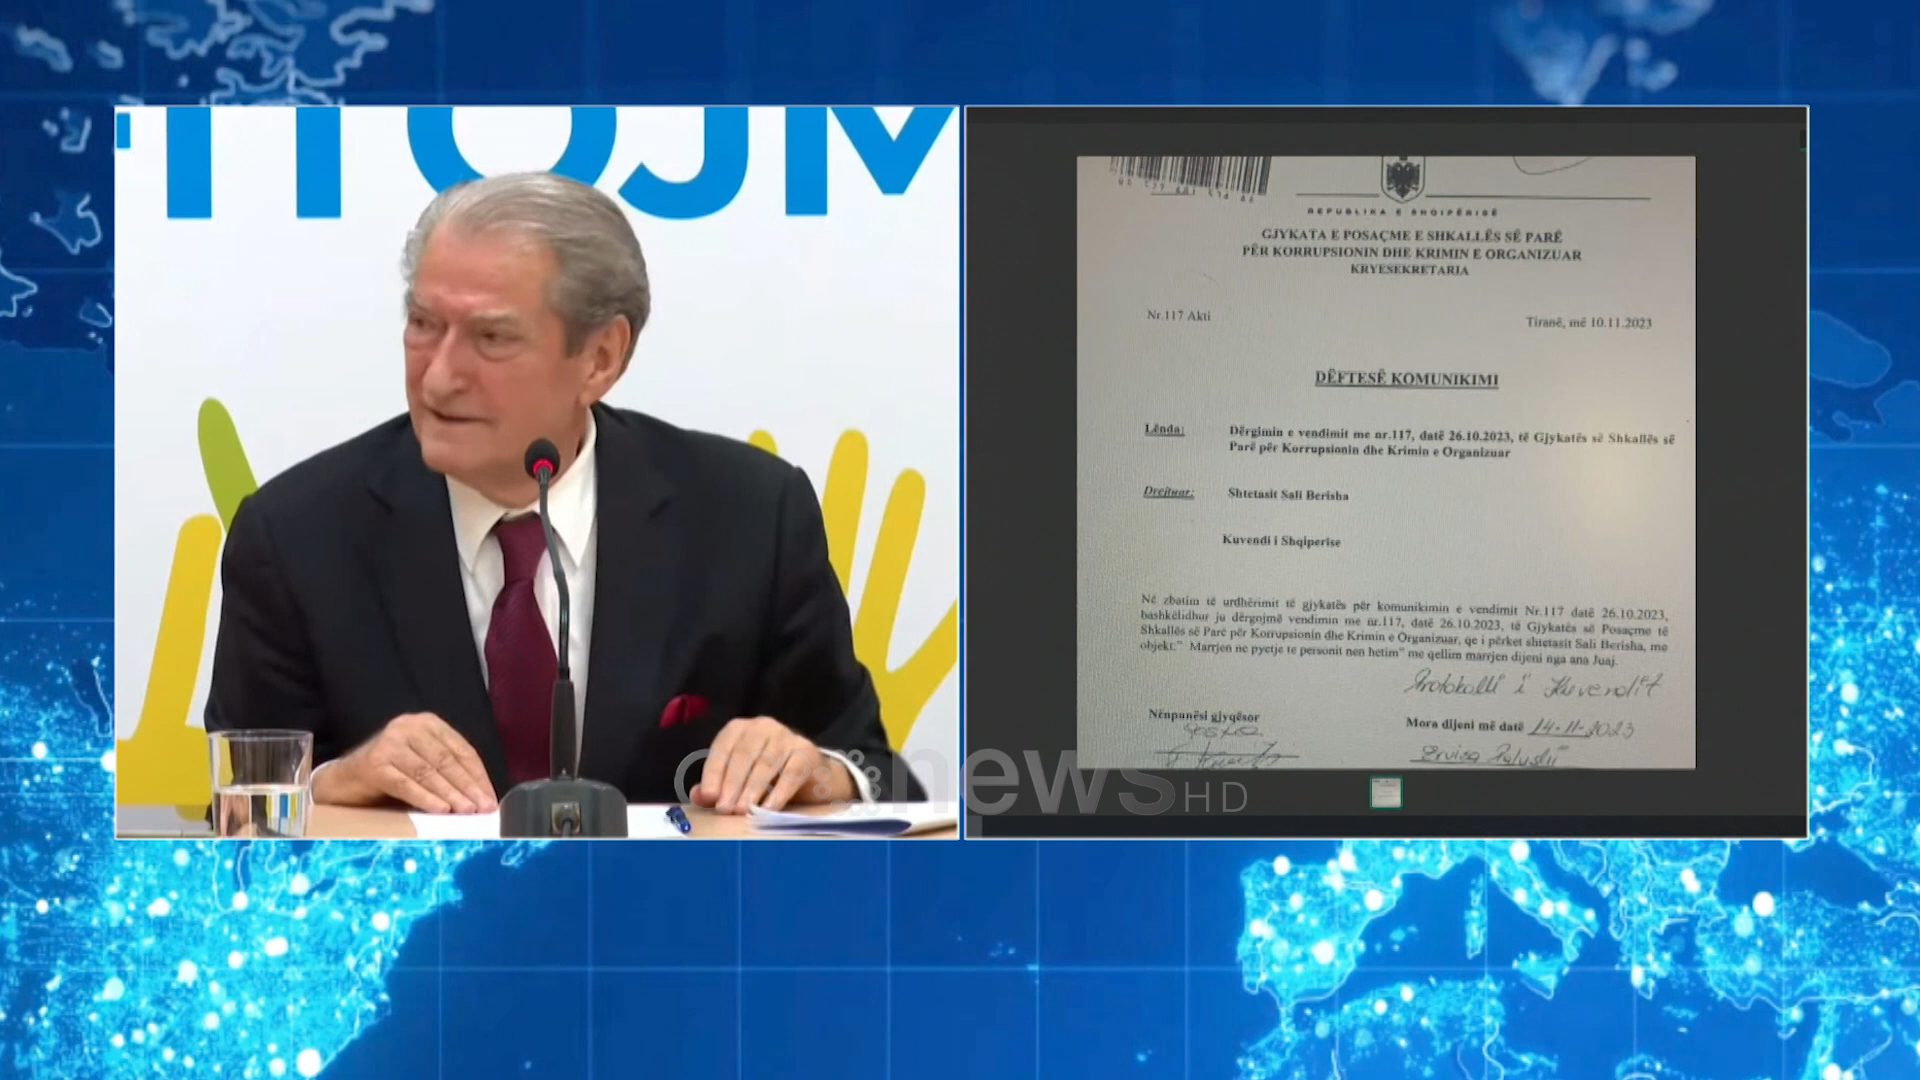 TOJM
REPUBLIKA E SHQIPËRISË
GJYKATA E POSAÇME E SHKALLËS SË PARË
PËR KORRUPSIONIN DHE KRIMIN E ORGANIZUAR
KRYESEKRETARIA
Nr.117 Akti
Tiranë, më 10.11.2023
DËFTESË KOMUNIKIMI
Lënda:
Dërgimin e vendimit me nr.117, datë 26.10.2023, të Gjykatës së Shkallës së
Parë për Korrupsionin dhe Krimin e Organizuar
Drejtuar:
Shtetasit Sali Berisha
Kuvendi i Shqiperise
Në zbatim të urdhërimit të gjykatës për komunikimin e vendimit Nr.117 datë 26.10.2023,
bashkëlidhur ju dërgojmë vendimin me nr.117, datë 26.10.2023, të Gjykatës së Posaçme të
Shkallës së Parë për Korrupsionin dhe Krimin e Organizuar, qe i përket shtetasit Sali Berisha, me
objekt:" Marrjen ne pyetje te personit nen hetim" me qellim marrjen dijeni nga ana Juaj.
Protokolli i Kuvendit
Nënpunësi gjyqësor
Mora dijeni më datë 14-11-2023
news HD